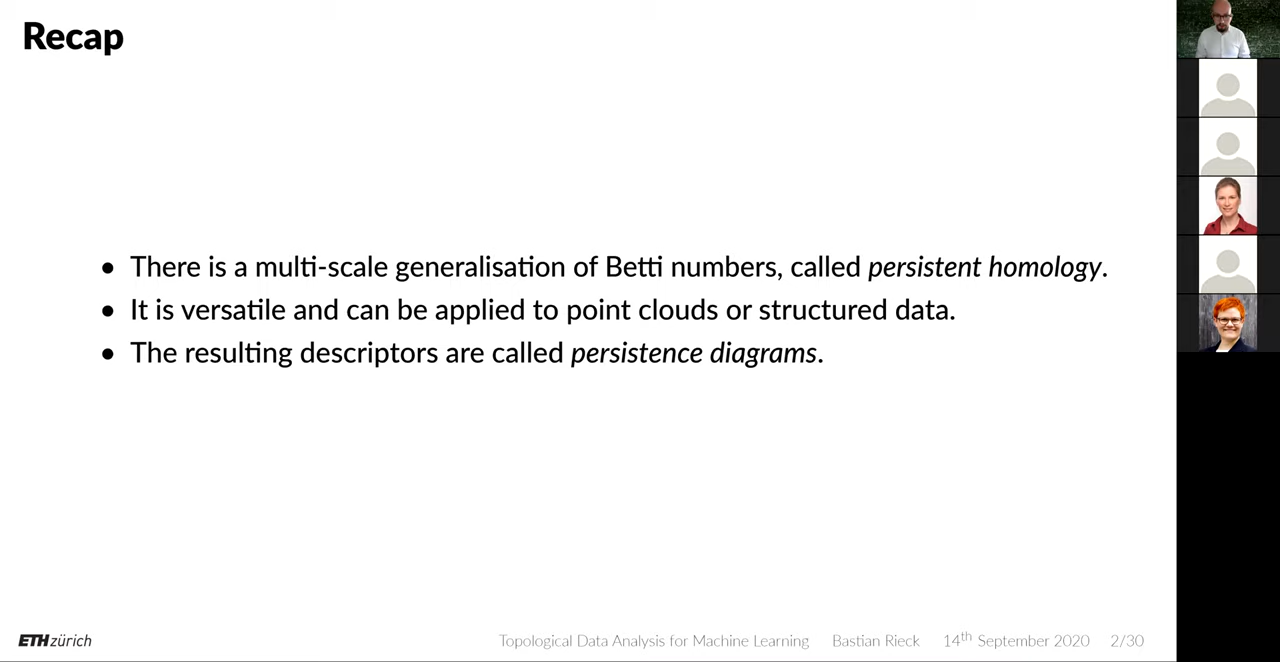 Recap
• There is a multi-scale generalisation of Betti numbers, called persistent homology.
• It is versatile and can be applied to point clouds or structured data.
• The resulting descriptors are called persistence diagrams.
ETH zürich Topological Data Analysis for Machine Learning Bastian Rieck 14th September 2020 2/30